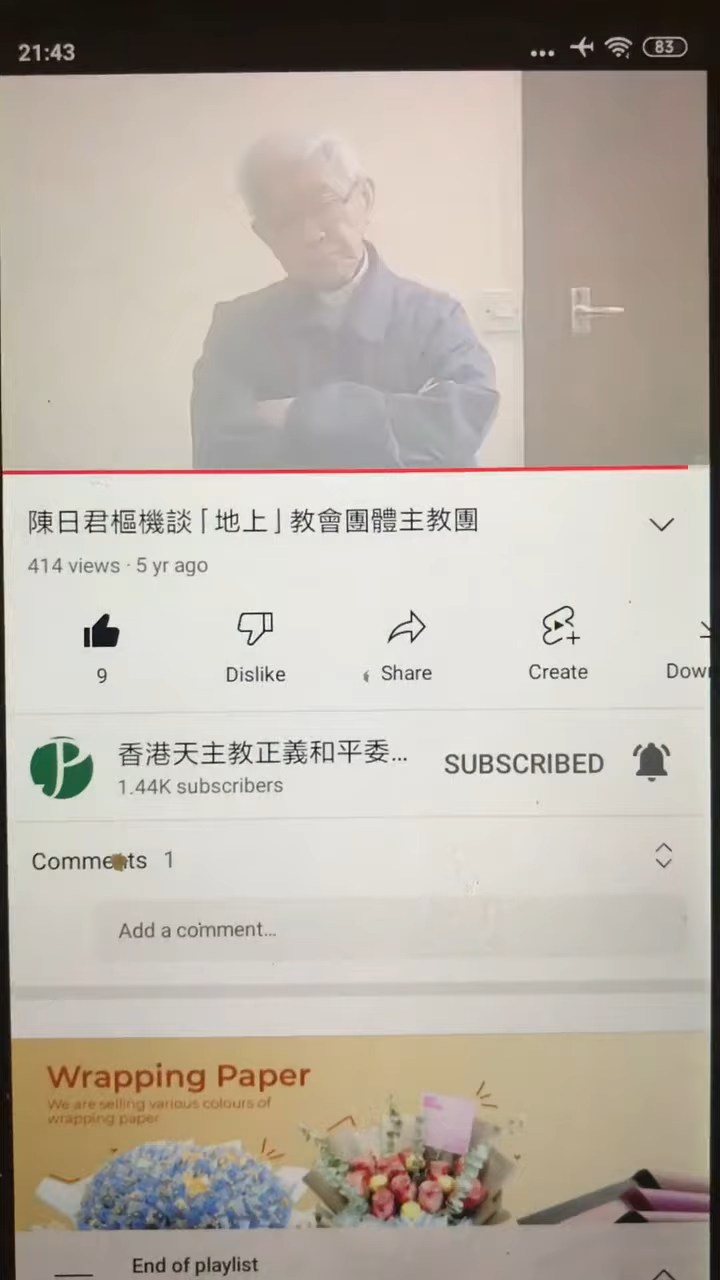 21:43
83
陳日君樞機談「地上」教會團體主教團
414 views · 5 yr ago
9
Dislike
Share
Create
Dow
香港天主教正義和平委...
1.44K subscribers
SUBSCRIBED
Comments 1
Add a comment...
Wrapping Paper
We are selling various colours of
wrapping paper
End of playlist